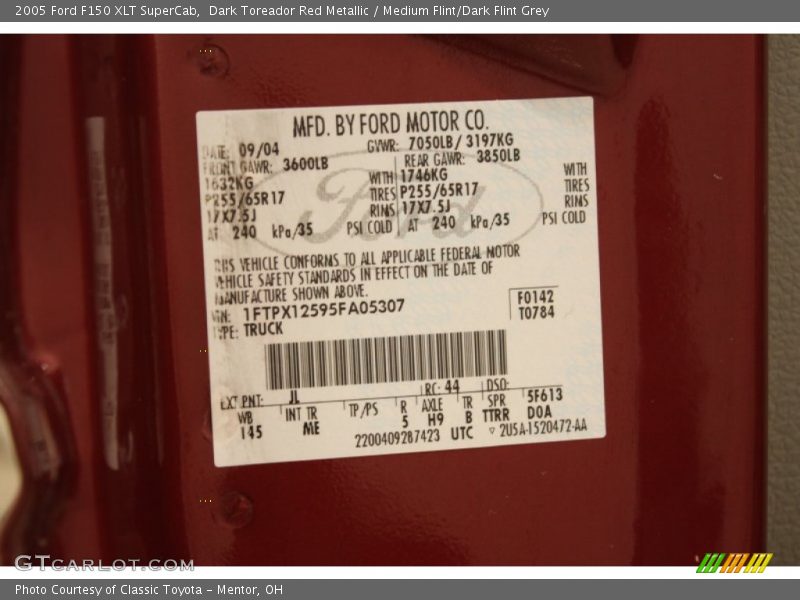 2005 Ford F150 XLT SuperCab, Dark Toreador Red Metallic / Medium Flint/Dark Flint Grey
MFD. BY FORD MOTOR CO.
DATE: 09/04 GVWR: 7050LB/ 3197KG
FRONT GAWR: 3600LB REAR GAWR: 3850LB
1632KG WITH 1746KG WITH
P255/65R17 TIRES P255/65R17 TIRES
17X7.5J RIMS 17X7.5J RIMS
AT 240 kPa/35 PSI COLD AT 240 kPa/35 PSI COLD
Ford
THIS VEHICLE CONFORMS TO ALL APPLICABLE FEDERAL MOTOR
VEHICLE SAFETY STANDARDS IN EFFECT ON THE DATE OF
MANUFACTURE SHOWN ABOVE.
VIN: 1FTPX12595FA05307 F0142
TYPE: TRUCK T0784
EXT PNT: JL RC: 44 DSO:
WB INT TR TP/PS R AXLE TR SPR 5F613
145 ME 5 H9 B TTRR D0A
2200409287423 UTC ▽ 2U5A-1520472-AA
GTCarLot.com
Photo Courtesy of Classic Toyota - Mentor, OH